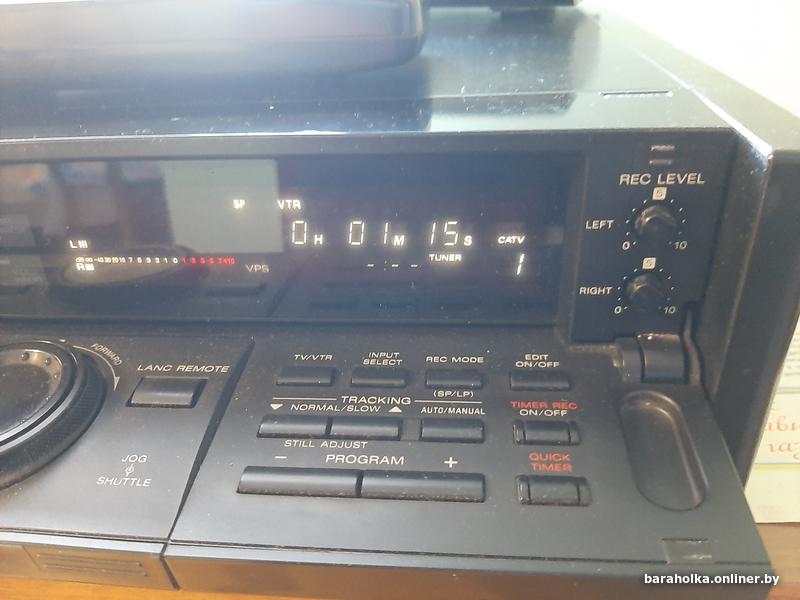 REC LEVEL
5
LEFT
0 10
5
RIGHT
0 10
SP VTR
0H 01M 15S CATV
TUNER
- - - - 1
L
R
VPS
FORWARD
LANC REMOTE
JOG
SHUTTLE
TV/VTR INPUT SELECT REC MODE EDIT ON/OFF
(SP/LP)
TRACKING
NORMAL/SLOW AUTO/MANUAL
TIMER REC
ON/OFF
STILL ADJUST
- PROGRAM +
QUICK
TIMER
baraholka.onliner.by